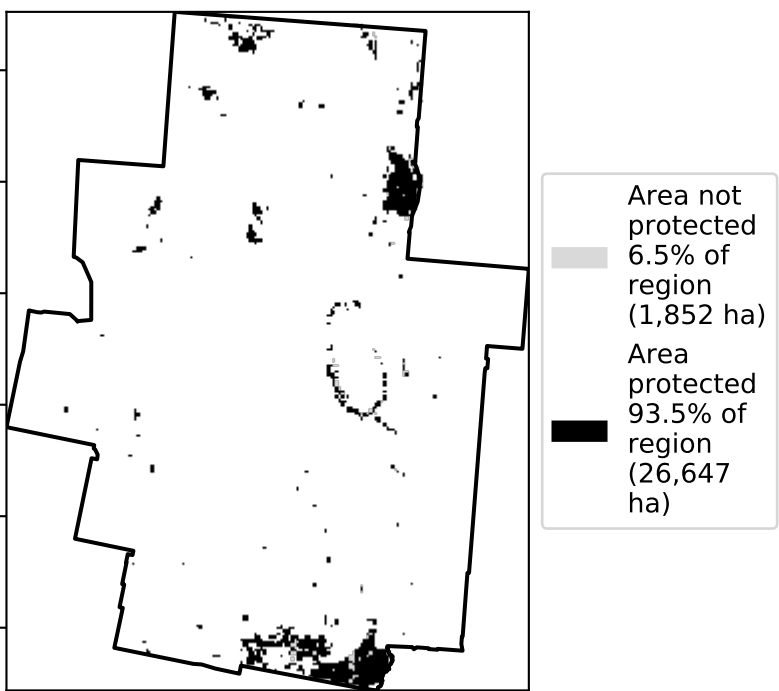 Area not
protected
6.5% of
region
(1,852 ha)
Area
protected
93.5% of
region
(26,647
ha)